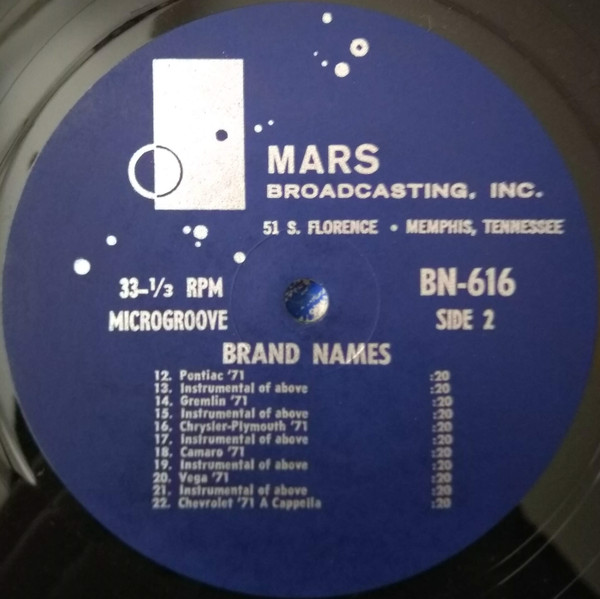 MARS
BROADCASTING, INC.
51 S. FLORENCE • MEMPHIS, TENNESSEE
33-1/3 RPM
MICROGROOVE
BN-616
SIDE 2
BRAND NAMES
12. Pontiac '71 :20
13. Instrumental of above :20
14. Gremlin '71 :20
15. Instrumental of above :20
16. Chrysler-Plymouth '71 :20
17. Instrumental of above :20
18. Camaro '71 :20
19. Instrumental of above :20
20. Vega '71 :20
21. Instrumental of above :20
22. Chevrolet '71 A Cappella :20